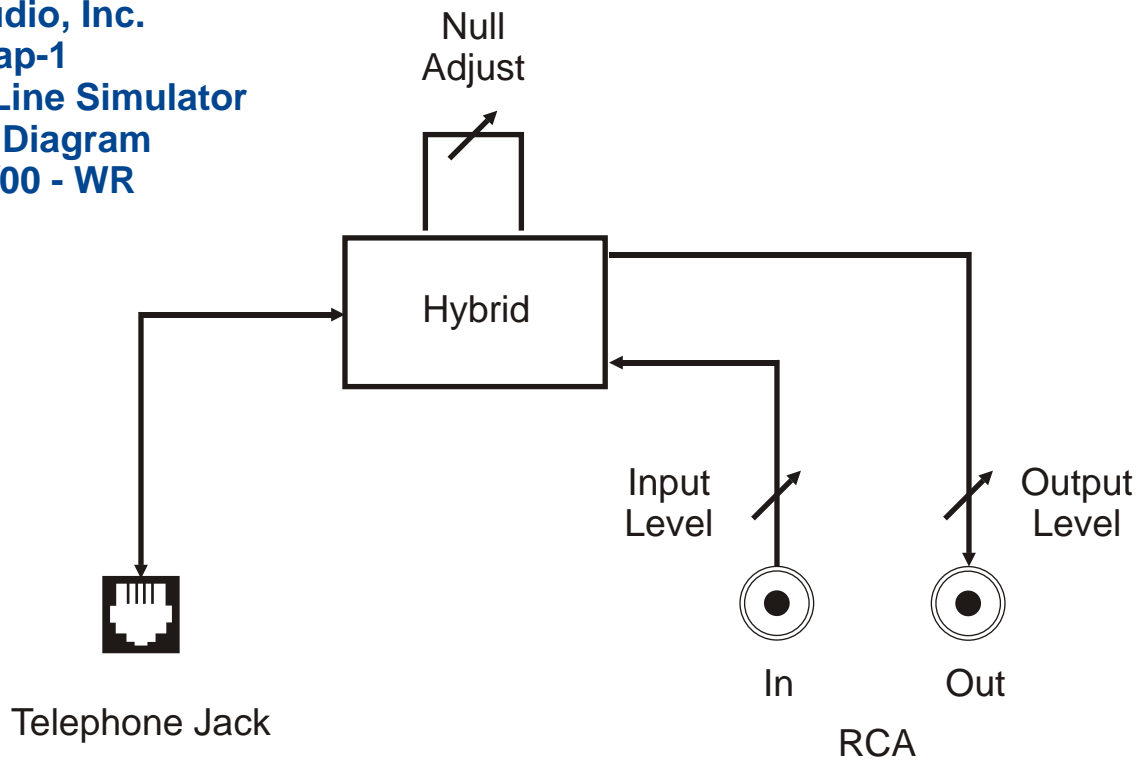 udio, Inc.
ap-1
Line Simulator
Diagram
00 - WR
Null
Adjust
Hybrid
Input
Level
Output
Level
In
Out
Telephone Jack
RCA